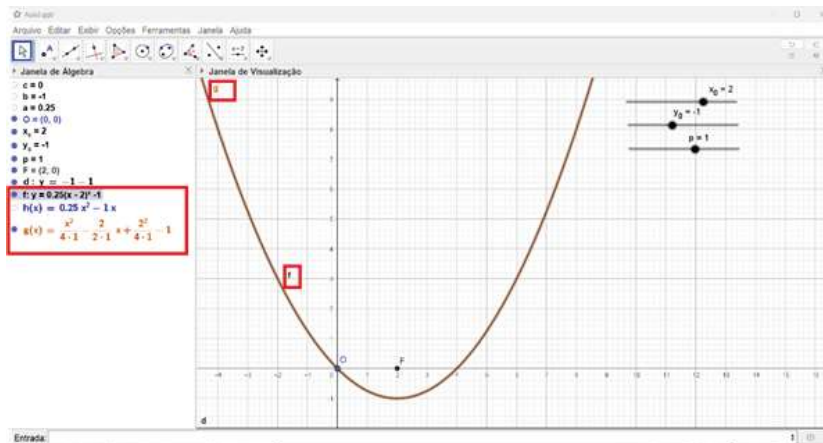 Arquivo Editar Exibir Opções Ferramentas Janela Ajuda
Janela de Álgebra
Janela de Visualização
c = 0
b = -1
a = 0.25
O = (0, 0)
x₀ = 2
y₀ = -1
p = 1
F = (2, 0)
d : y = -1 - 1
f: y = 0.25(x - 2)² -1
h(x) = 0.25 x² - 1 x
g(x) = x²/(4 · 1) - 2/(2 · 1) x + 2²/(4 · 1) - 1
g
x₀ = 2
y₀ = -1
p = 1
f
O
F
d
Entrada: